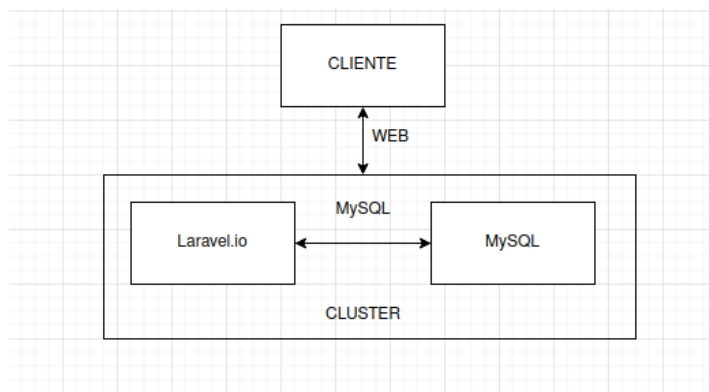 CLIENTE
WEB
MySQL
Laravel.io
MySQL
CLUSTER